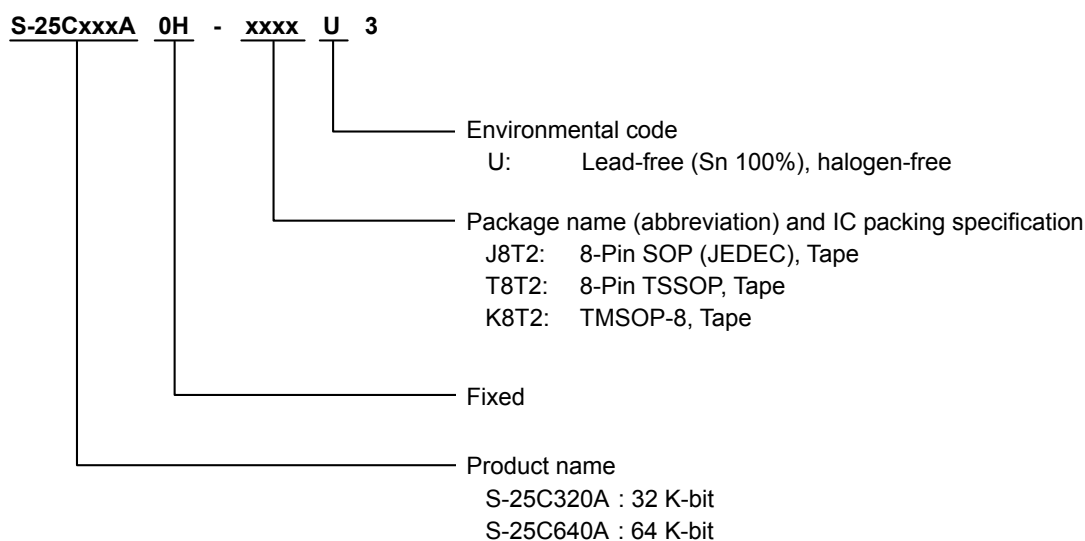 S-25CxxxA 0H - xxxx U 3
Environmental code
U: Lead-free (Sn 100%), halogen-free
Package name (abbreviation) and IC packing specification
J8T2: 8-Pin SOP (JEDEC), Tape
T8T2: 8-Pin TSSOP, Tape
K8T2: TMSOP-8, Tape
Fixed
Product name
S-25C320A : 32 K-bit
S-25C640A : 64 K-bit